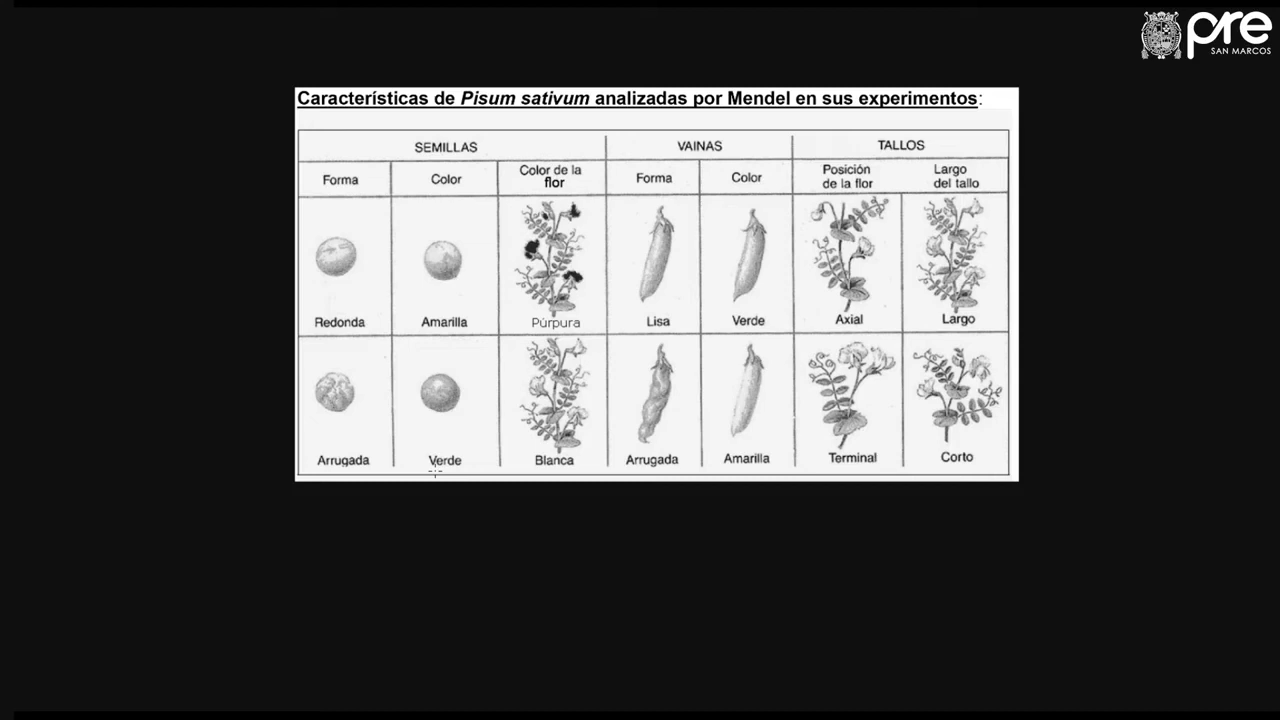 pre
SAN MARCOS
Características de Pisum sativum analizadas por Mendel en sus experimentos:
SEMILLAS VAINAS TALLOS
Forma Color Color de la flor Forma Color Posición de la flor Largo del tallo
Redonda Amarilla Púrpura Lisa Verde Axial Largo
Arrugada Verde Blanca Arrugada Amarilla Terminal Corto